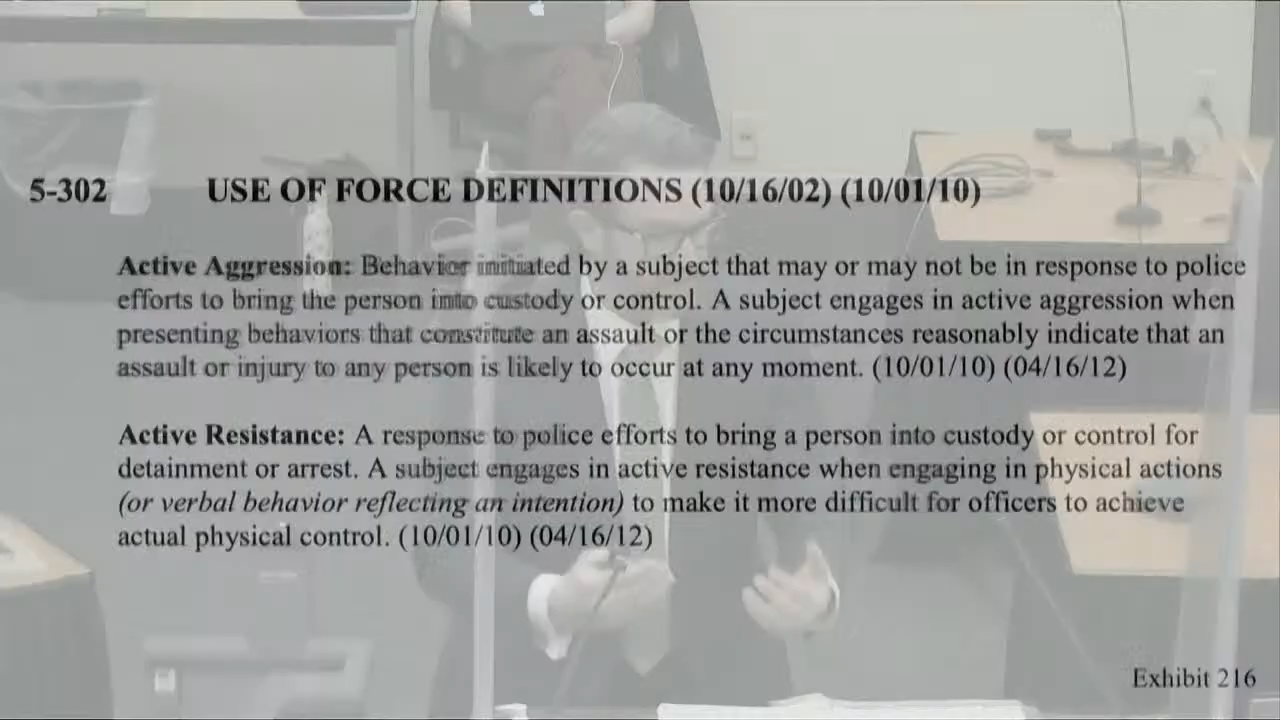 5-302 USE OF FORCE DEFINITIONS (10/16/02) (10/01/10)
Active Aggression: Behavior initiated by a subject that may or may not be in response to police
efforts to bring the person into custody or control. A subject engages in active aggression when
presenting behaviors that constitute an assault or the circumstances reasonably indicate that an
assault or injury to any person is likely to occur at any moment. (10/01/10) (04/16/12)
Active Resistance: A response to police efforts to bring a person into custody or control for
detainment or arrest. A subject engages in active resistance when engaging in physical actions
(or verbal behavior reflecting an intention) to make it more difficult for officers to achieve
actual physical control. (10/01/10) (04/16/12)
Exhibit 216